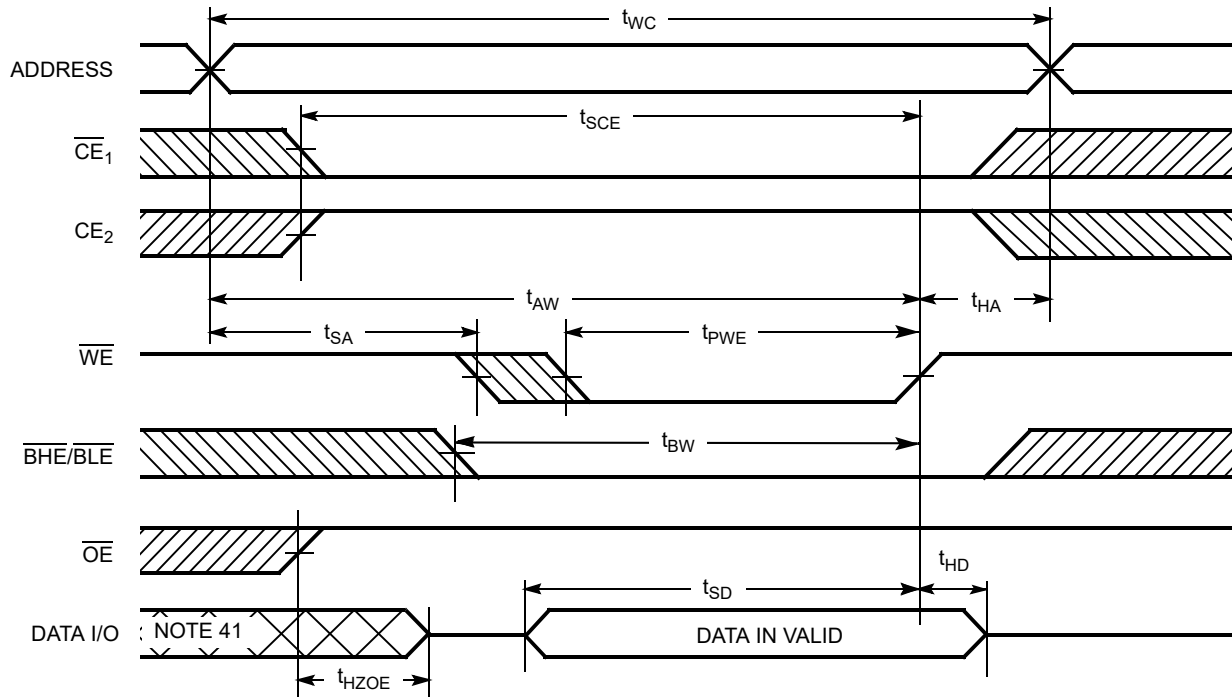 tWC
ADDRESS
tSCE
CE1
CE2
tAW
tHA
tSA
tPWE
WE
tBW
BHE/BLE
OE
tHD
tSD
DATA I/O
NOTE 41
DATA IN VALID
tHZOE